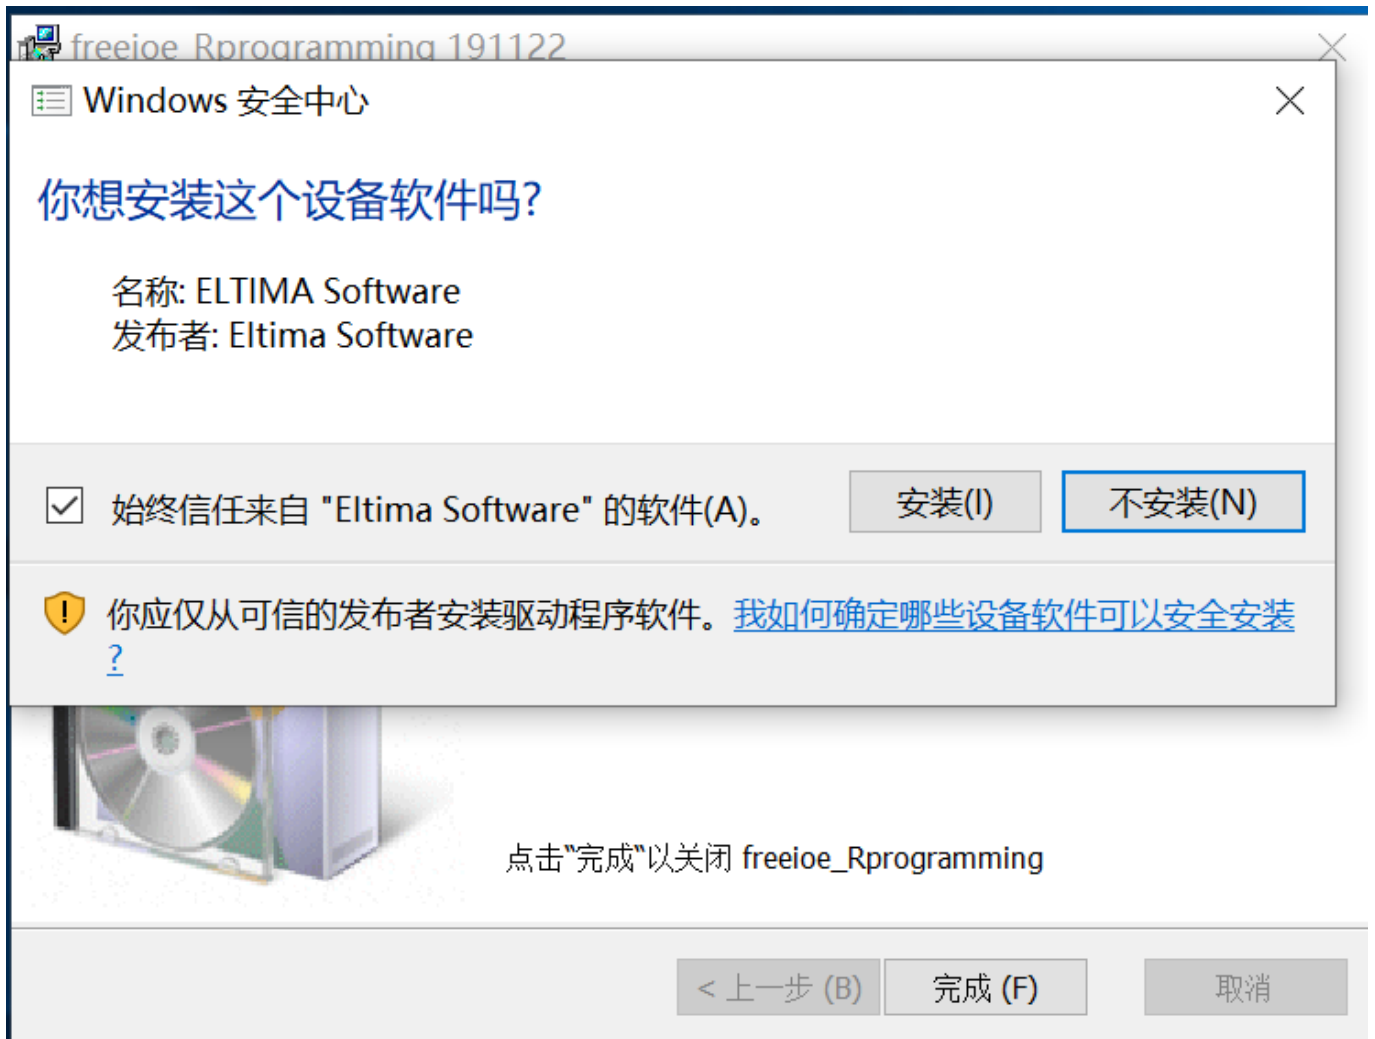 freeioe_Rprogramming 191122
Windows 安全中心
你想安装这个设备软件吗?
名称: ELTIMA Software
发布者: Eltima Software
始终信任来自 "Eltima Software" 的软件(A)。
安装(I)
不安装(N)
你应仅从可信的发布者安装驱动程序软件。我如何确定哪些设备软件可以安全安装
?
点击"完成"以关闭 freeioe_Rprogramming
< 上一步 (B)
完成 (F)
取消